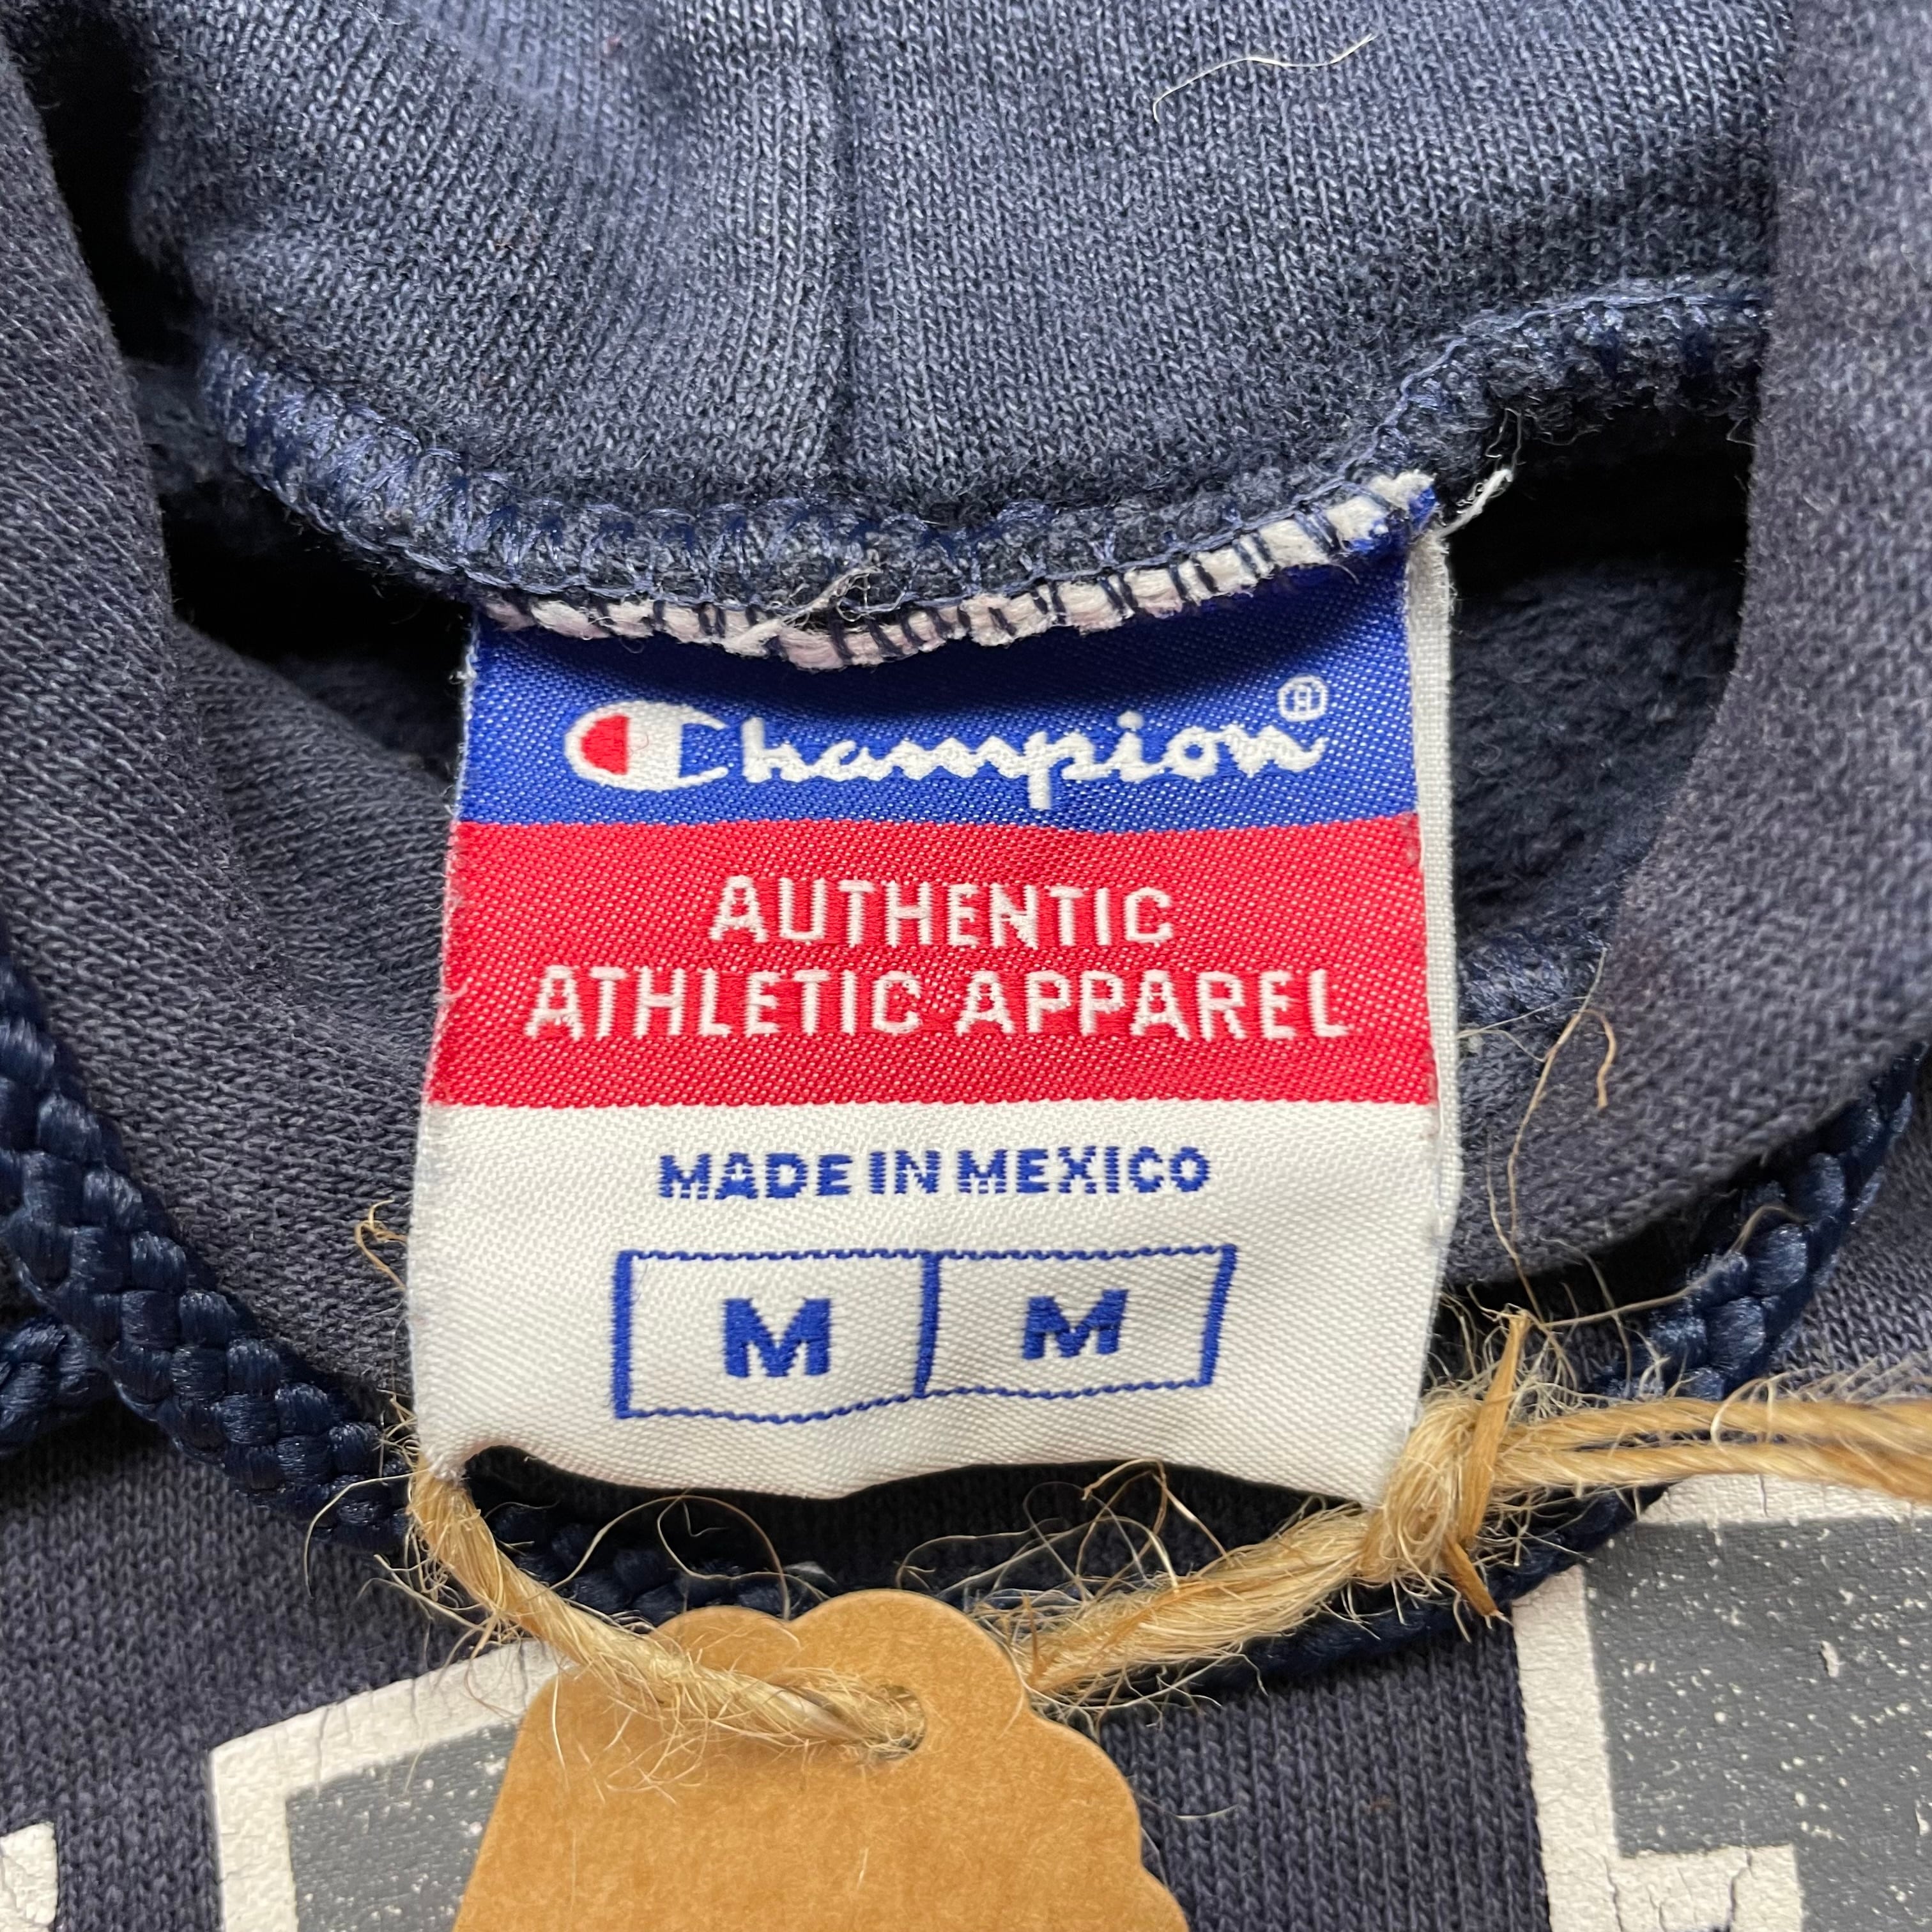 Champion®
AUTHENTIC
ATHLETIC APPAREL
MADE IN MEXICO
M M